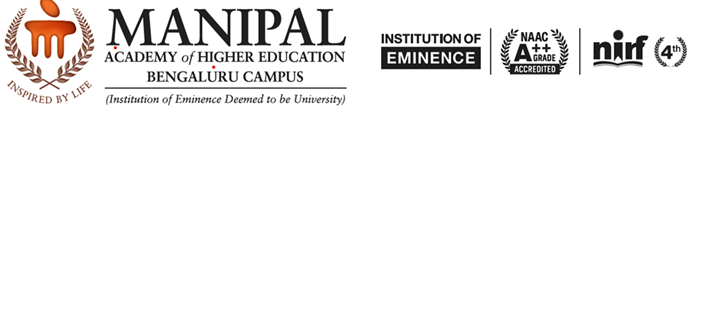 MANIPAL
ACADEMY of HIGHER EDUCATION
BENGALURU CAMPUS
(Institution of Eminence Deemed to be University)
INSPIRED BY LIFE
INSTITUTION OF
EMINENCE
NAAC
A++
GRADE
ACCREDITED
nirf
4th